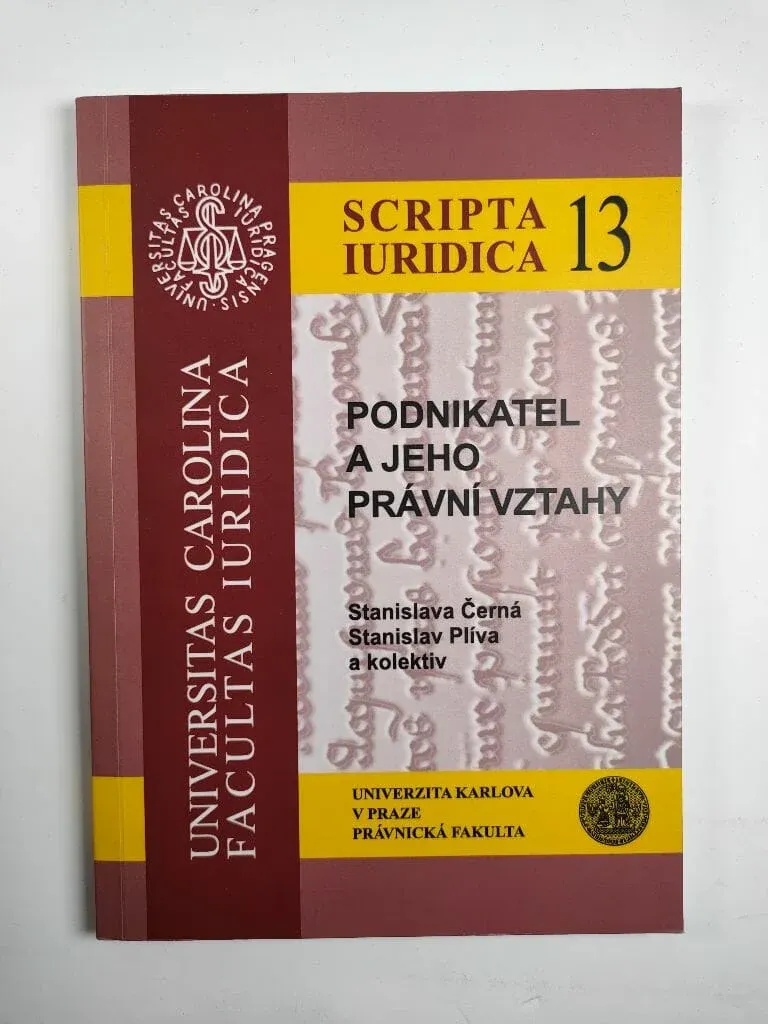 UNIVERSITAS CAROLINA PRAGENSIS
FACULTAS IURIDICA
UNIVERSITAS CAROLINA
FACULTAS IURIDICA
SCRIPTA
IURIDICA
13
PODNIKATEL
A JEHO
PRÁVNÍ VZTAHY
Stanislava Černá
Stanislav Plíva
a kolektiv
UNIVERZITA KARLOVA
V PRAZE
PRÁVNICKÁ FAKULTA